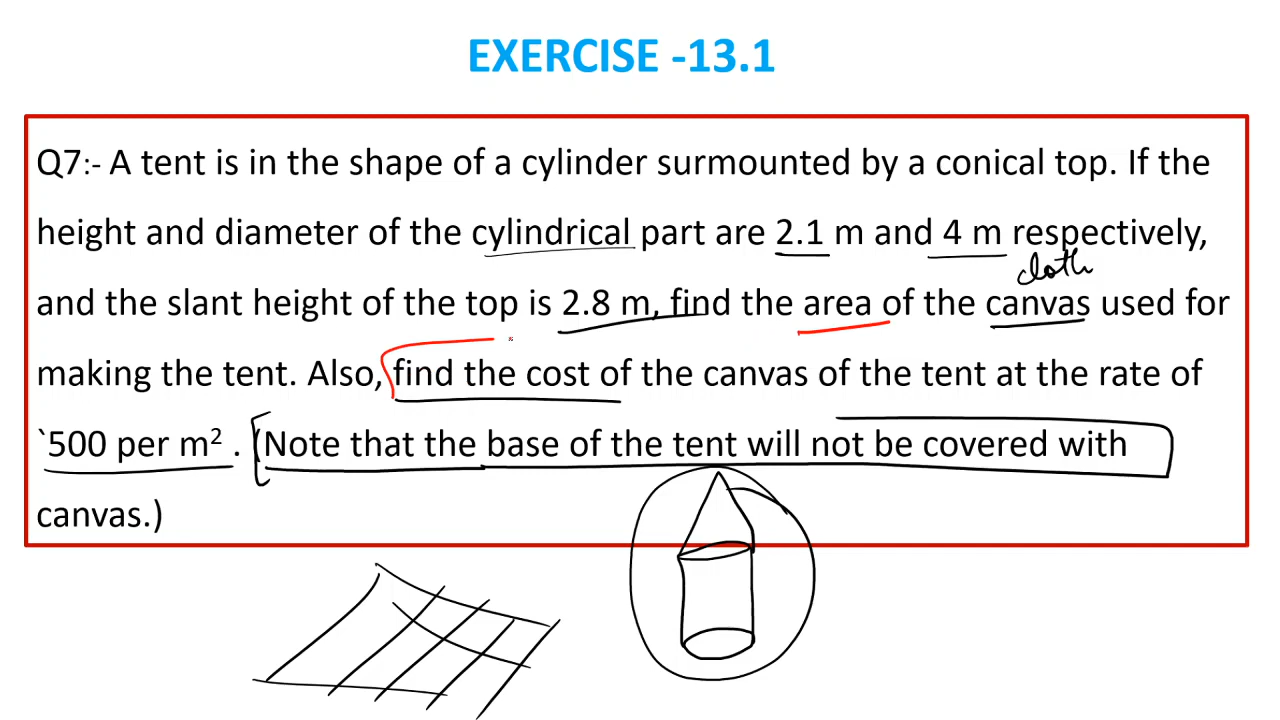 EXERCISE -13.1
Q7:- A tent is in the shape of a cylinder surmounted by a conical top. If the
height and diameter of the cylindrical part are 2.1 m and 4 m respectively,
cloth
and the slant height of the top is 2.8 m, find the area of the canvas used for
making the tent. Also, find the cost of the canvas of the tent at the rate of
`500 per m² . (Note that the base of the tent will not be covered with
canvas.)